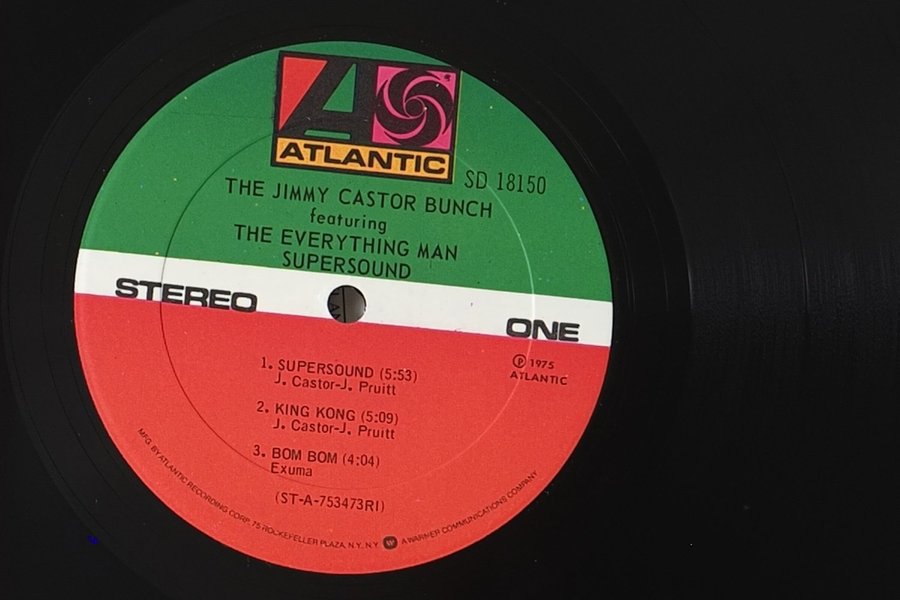 ATLANTIC
SD 18150
THE JIMMY CASTOR BUNCH
featuring
THE EVERYTHING MAN
SUPERSOUND
STEREO
ONE
1. SUPERSOUND (5:53)
J. Castor-J. Pruitt
℗ 1975
ATLANTIC
2. KING KONG (5:09)
J. Castor-J. Pruitt
3. BOM BOM (4:04)
Exuma
(ST-A-753473RI)
MFG. BY ATLANTIC RECORDING CORP. 75 ROCKEFELLER PLAZA, N.Y., N.Y. W A WARNER COMMUNICATIONS COMPANY